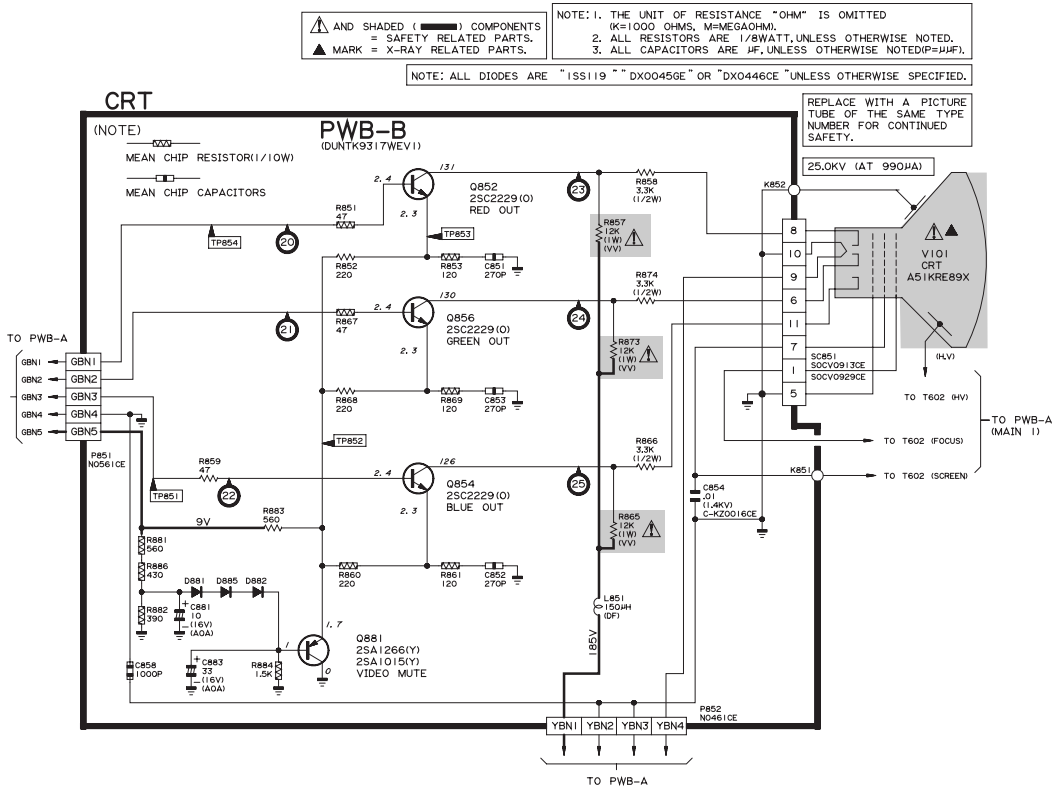 AND SHADED ( ) COMPONENTS
= SAFETY RELATED PARTS.
MARK = X-RAY RELATED PARTS.
NOTE: 1. THE UNIT OF RESISTANCE "OHM" IS OMITTED
(K=1000 OHMS, M=MEGAOHM).
2. ALL RESISTORS ARE 1/8WATT, UNLESS OTHERWISE NOTED.
3. ALL CAPACITORS ARE µF, UNLESS OTHERWISE NOTED(P=µµF).
NOTE: ALL DIODES ARE "1SS119" "DX0045GE" OR "DX0446CE" UNLESS OTHERWISE SPECIFIED.
CRT
(NOTE)
MEAN CHIP RESISTOR(1/10W)
MEAN CHIP CAPACITORS
PWB-B
(DUNTK9317WEV1)
REPLACE WITH A PICTURE
TUBE OF THE SAME TYPE
NUMBER FOR CONTINUED
SAFETY.
25.0KV (AT 990µA)
131
2.4
Q852
2SC2229(O)
RED OUT
2.3
TP853
R851
47
TP854
20
23
R858
3.3K
(1/2W)
R857
12K
(1W)
(VV)
K852
8
10
9
6
11
7
1
5
V101
CRT
A51KRE89X
R852
220
R853
120
C851
270P
R874
3.3K
(1/2W)
130
2.4
Q856
2SC2229(O)
GREEN OUT
2.3
R867
47
21
24
R873
12K
(1W)
(VV)
SC851
SOCV0913CE
SOCV0929CE
(H.V)
TO T602 (HV)
TO PWB-A
(MAIN 1)
TO T602 (FOCUS)
TO T602 (SCREEN)
K851
TO PWB-A
GBN1 GBN1
GBN2 GBN2
GBN3 GBN3
GBN4 GBN4
GBN5 GBN5
P851
N0561CE
R868
220
R869
120
C853
270P
TP852
R866
3.3K
(1/2W)
126
2.4
Q854
2SC2229(O)
BLUE OUT
2.3
R859
47
TP851
22
25
C854
.01
(1.4KV)
C-KZ0016CE
R865
12K
(1W)
(VV)
9V
R883
560
R881
560
R886
430
R882
390
D881 D885 D882
C881
10
(16V)
(AOA)
R860
220
R861
120
C852
270P
L851
150µH
(DF)
185V
1.7
1
0
Q881
2SA1266(Y)
2SA1015(Y)
VIDEO MUTE
C858
1000P
C883
33
(16V)
(AOA)
R884
1.5K
P852
N0461CE
YBN1 YBN2 YBN3 YBN4
TO PWB-A